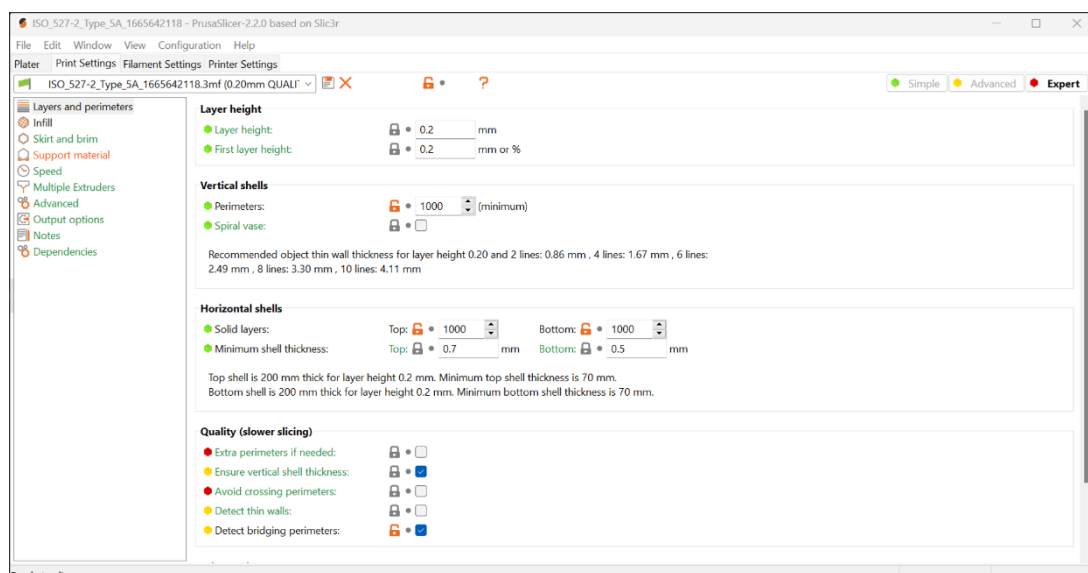 ISO_527-2_Type_5A_1665642118 - PrusaSlicer-2.2.0 based on Slic3r
File Edit Window View Configuration Help
Plater Print Settings Filament Settings Printer Settings
ISO_527-2_Type_5A_1665642118.3mf (0.20mm QUALIT ? Simple Advanced Expert
Layers and perimeters
Infill
Skirt and brim
Support material
Speed
Multiple Extruders
Advanced
Output options
Notes
Dependencies
Layer height
Layer height: 0.2 mm
First layer height: 0.2 mm or %
Vertical shells
Perimeters: 1000 (minimum)
Spiral vase:
Recommended object thin wall thickness for layer height 0.20 and 2 lines: 0.86 mm , 4 lines: 1.67 mm , 6 lines:
2.49 mm , 8 lines: 3.30 mm , 10 lines: 4.11 mm
Horizontal shells
Solid layers: Top: 1000 Bottom: 1000
Minimum shell thickness: Top: 0.7 mm Bottom: 0.5 mm
Top shell is 200 mm thick for layer height 0.2 mm. Minimum top shell thickness is 70 mm.
Bottom shell is 200 mm thick for layer height 0.2 mm. Minimum bottom shell thickness is 70 mm.
Quality (slower slicing)
Extra perimeters if needed:
Ensure vertical shell thickness:
Avoid crossing perimeters:
Detect thin walls:
Detect bridging perimeters: